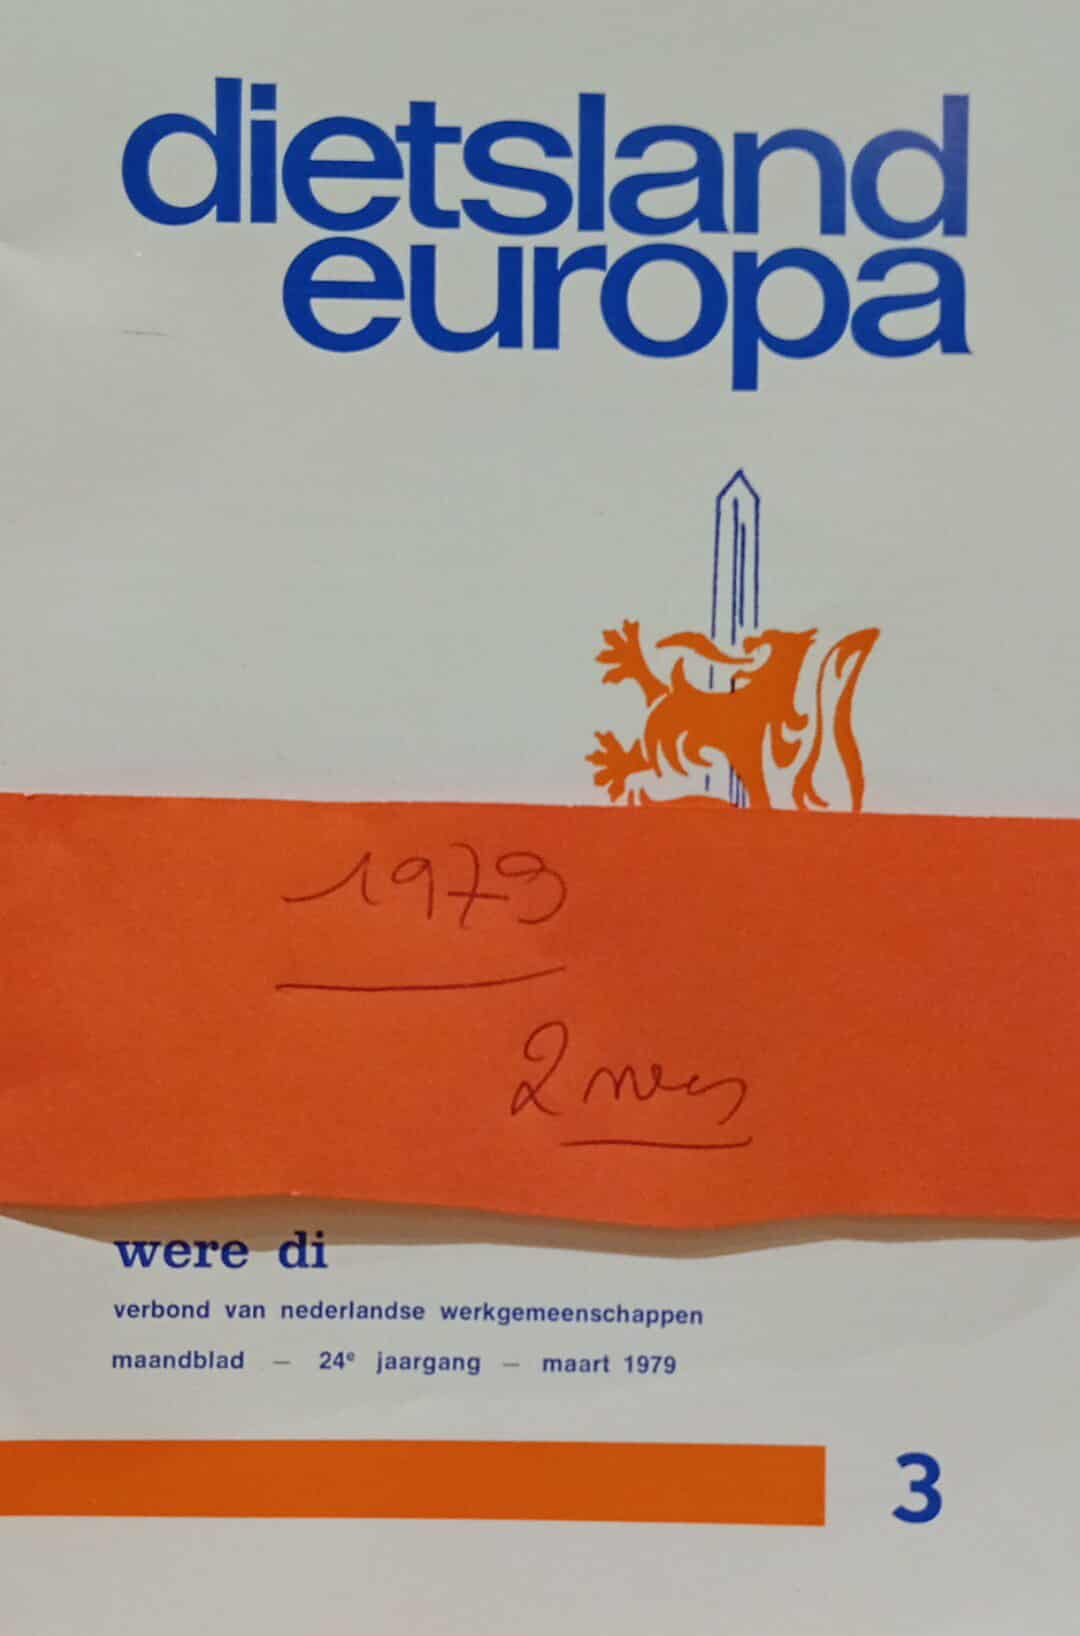 dietsland
europa
1979
2 nrs
were di
verbond van nederlandse werkgemeenschappen
maandblad — 24e jaargang — maart 1979
3